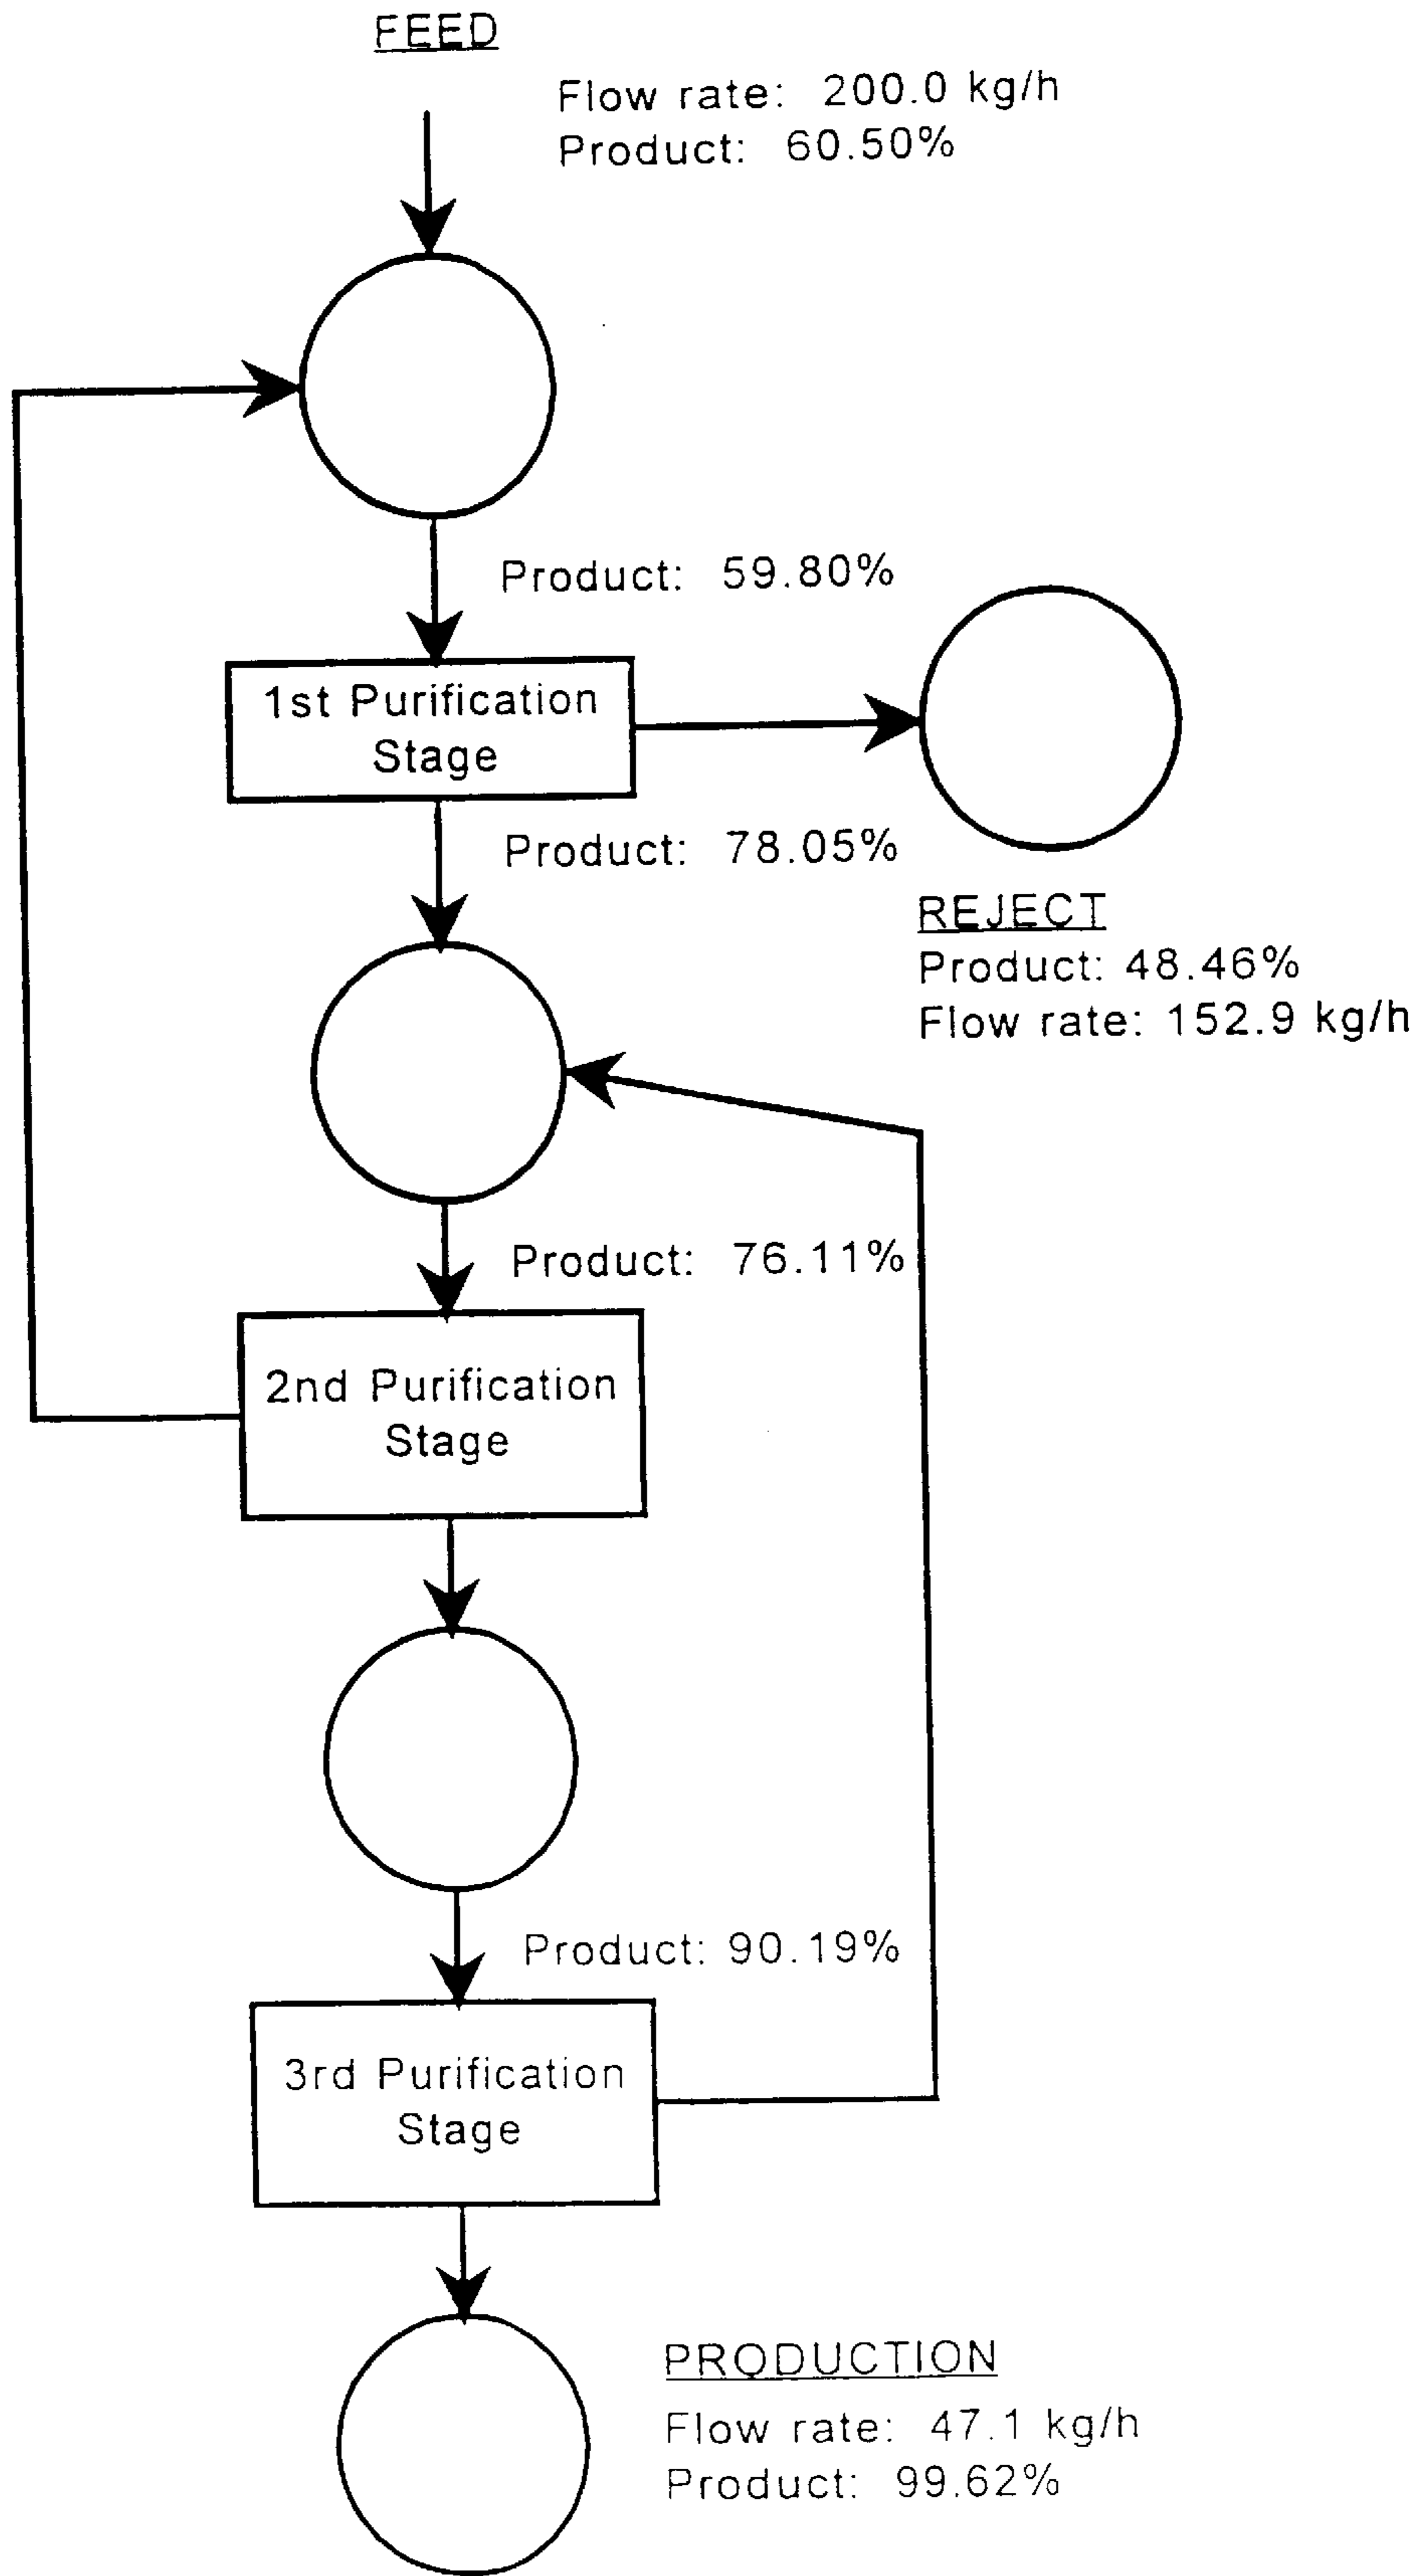 FEED
Flow rate: 200.0 kg/h
Product: 60.50%
Product: 59.80%
1st Purification
Stage
Product: 78.05%
REJECT
Product: 48.46%
Flow rate: 152.9 kg/h
Product: 76.11%
2nd Purification
Stage
Product: 90.19%
3rd Purification
Stage
PRODUCTION
Flow rate: 47.1 kg/h
Product: 99.62%